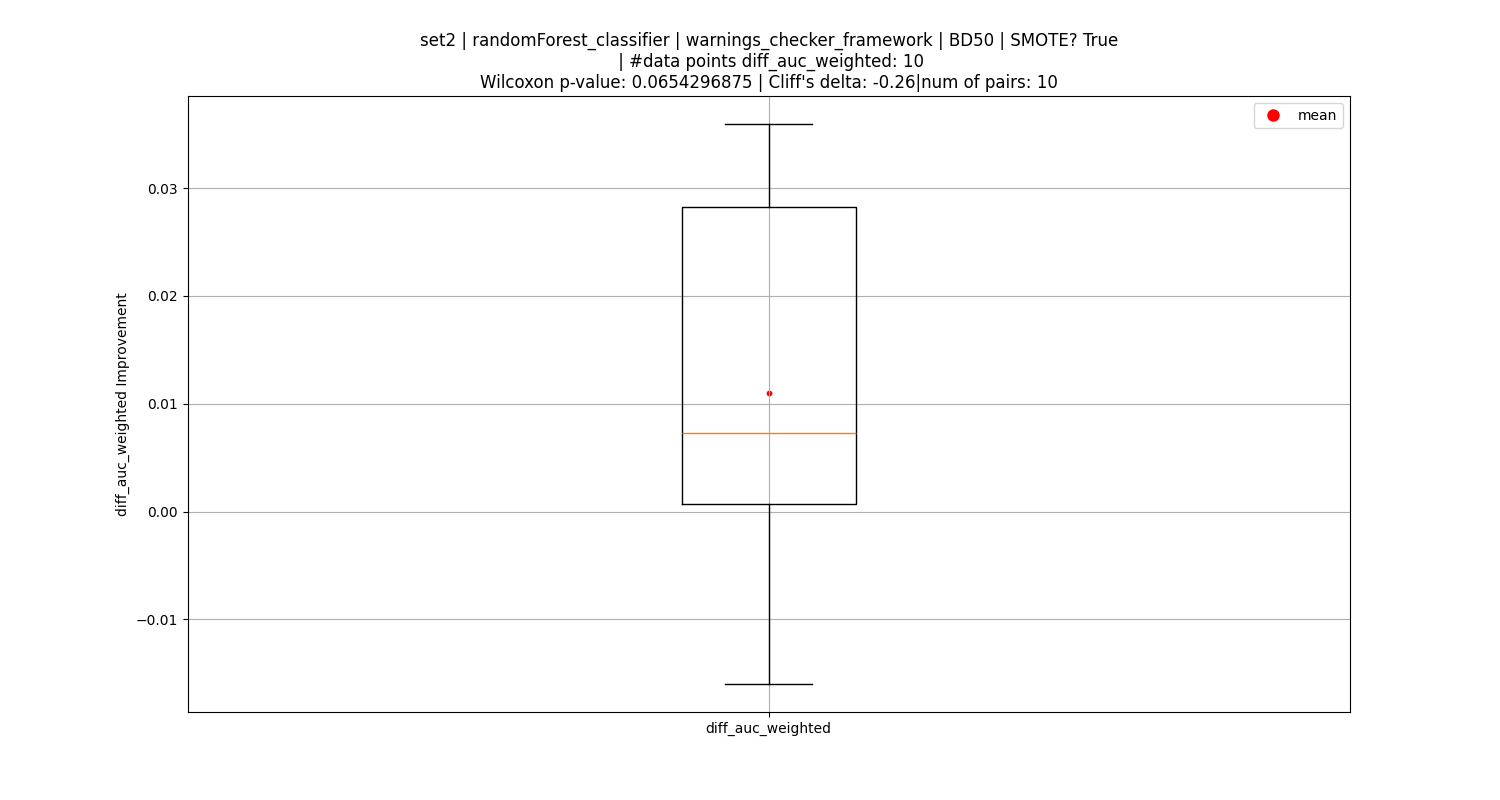 set2 | randomForest_classifier | warnings_checker_framework | BD50 | SMOTE? True
| #data points diff_auc_weighted: 10
Wilcoxon p-value: 0.0654296875 | Cliff's delta: -0.26|num of pairs: 10
mean
0.03
0.02
0.01
0.00
−0.01
diff_auc_weighted Improvement
diff_auc_weighted